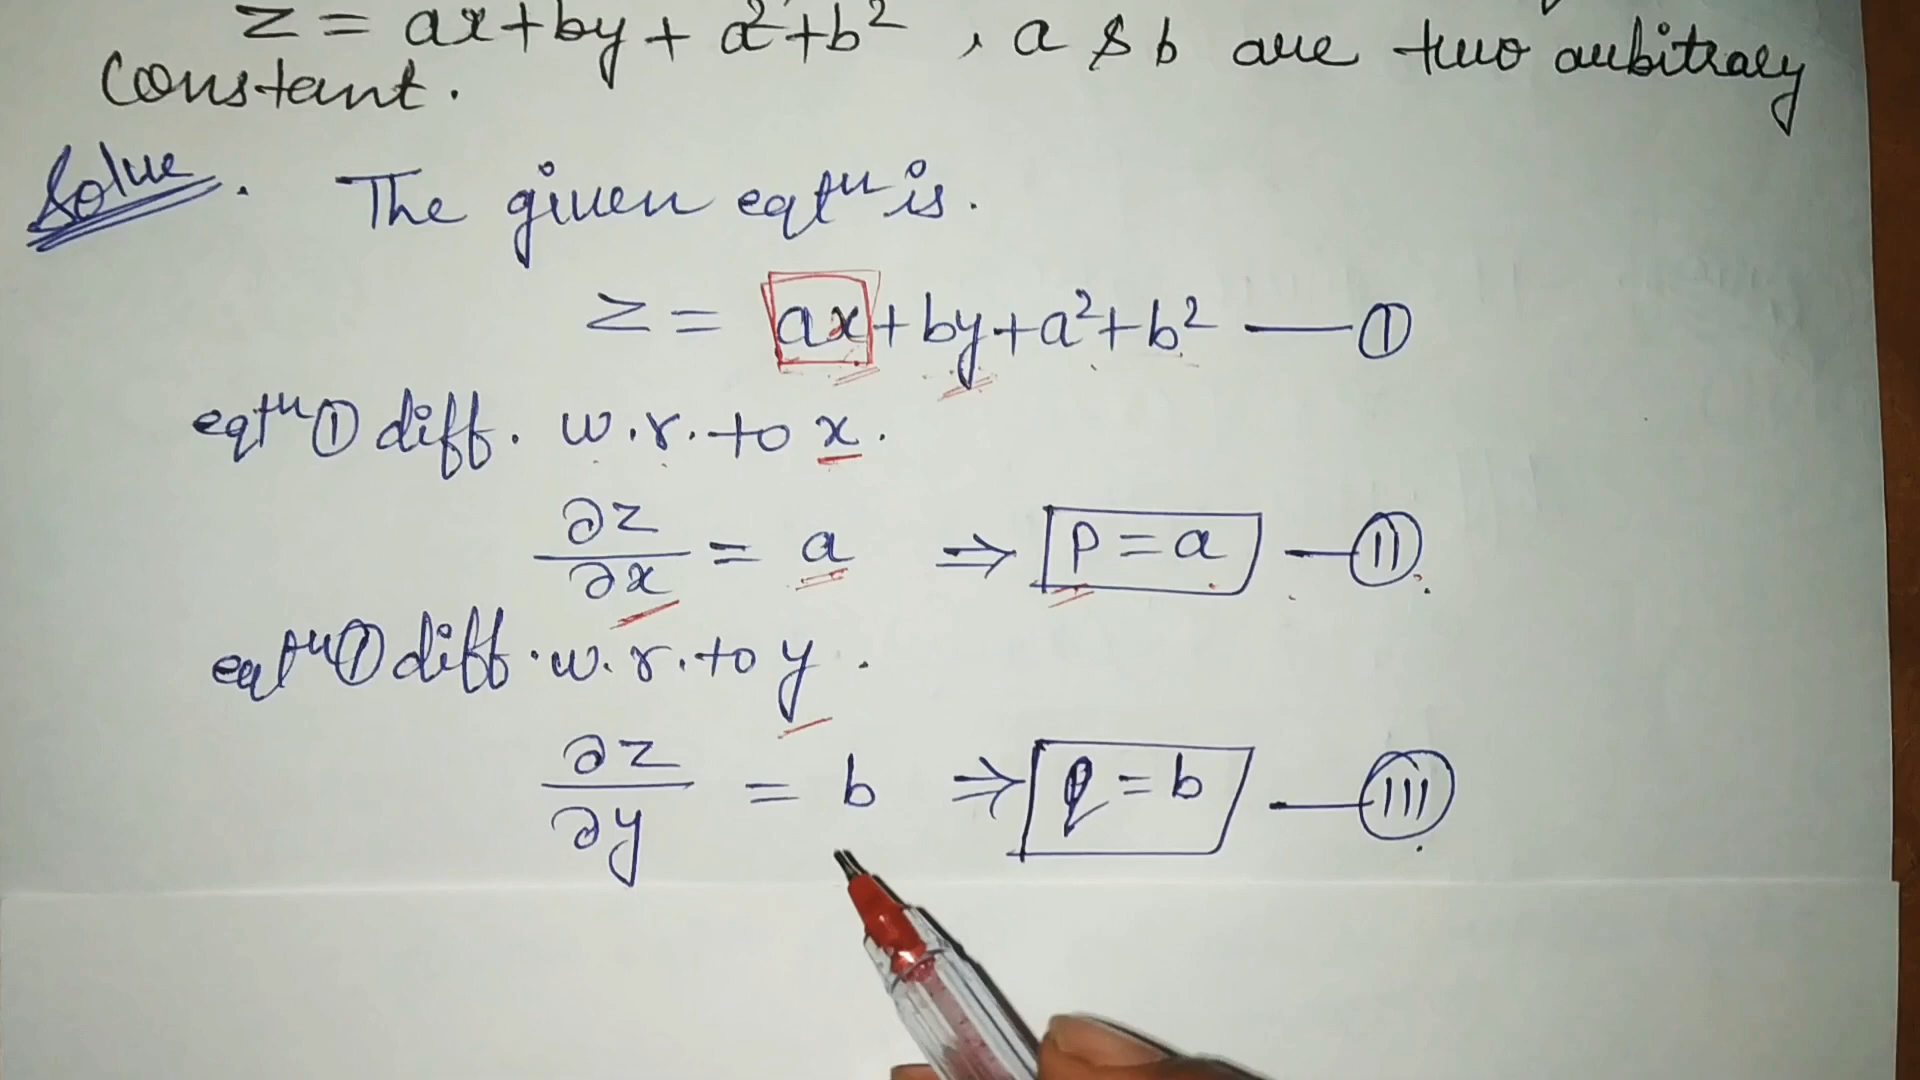 z = ax+by+a²+b² , a & b are two arbitrary
constant.
Solve. The given eqtⁿ is.
z = ax+by+a²+b² — ①
eqtⁿ ① diff. w.r.to x.
∂z/∂x = a ⇒ p = a — ⑪
eqtⁿ ① diff. w.r.to y.
∂z/∂y = b ⇒ q = b — (III)